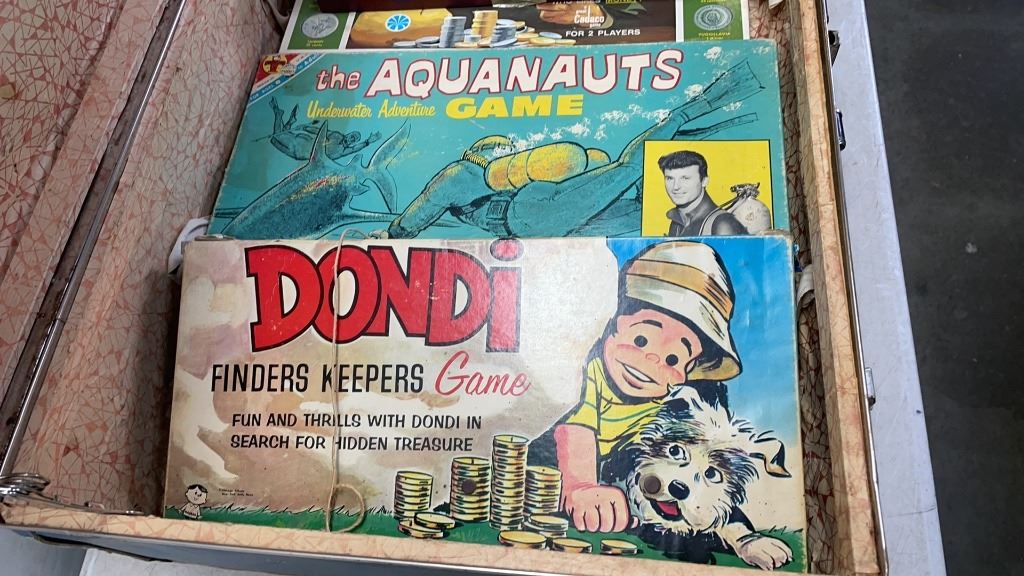 Cadaco
FOR 2 PLAYERS
the AQUANAUTS
Underwater Adventure GAME
DONDi
FINDERS KEEPERS Game
FUN AND THRILLS WITH DONDI IN
SEARCH FOR HIDDEN TREASURE